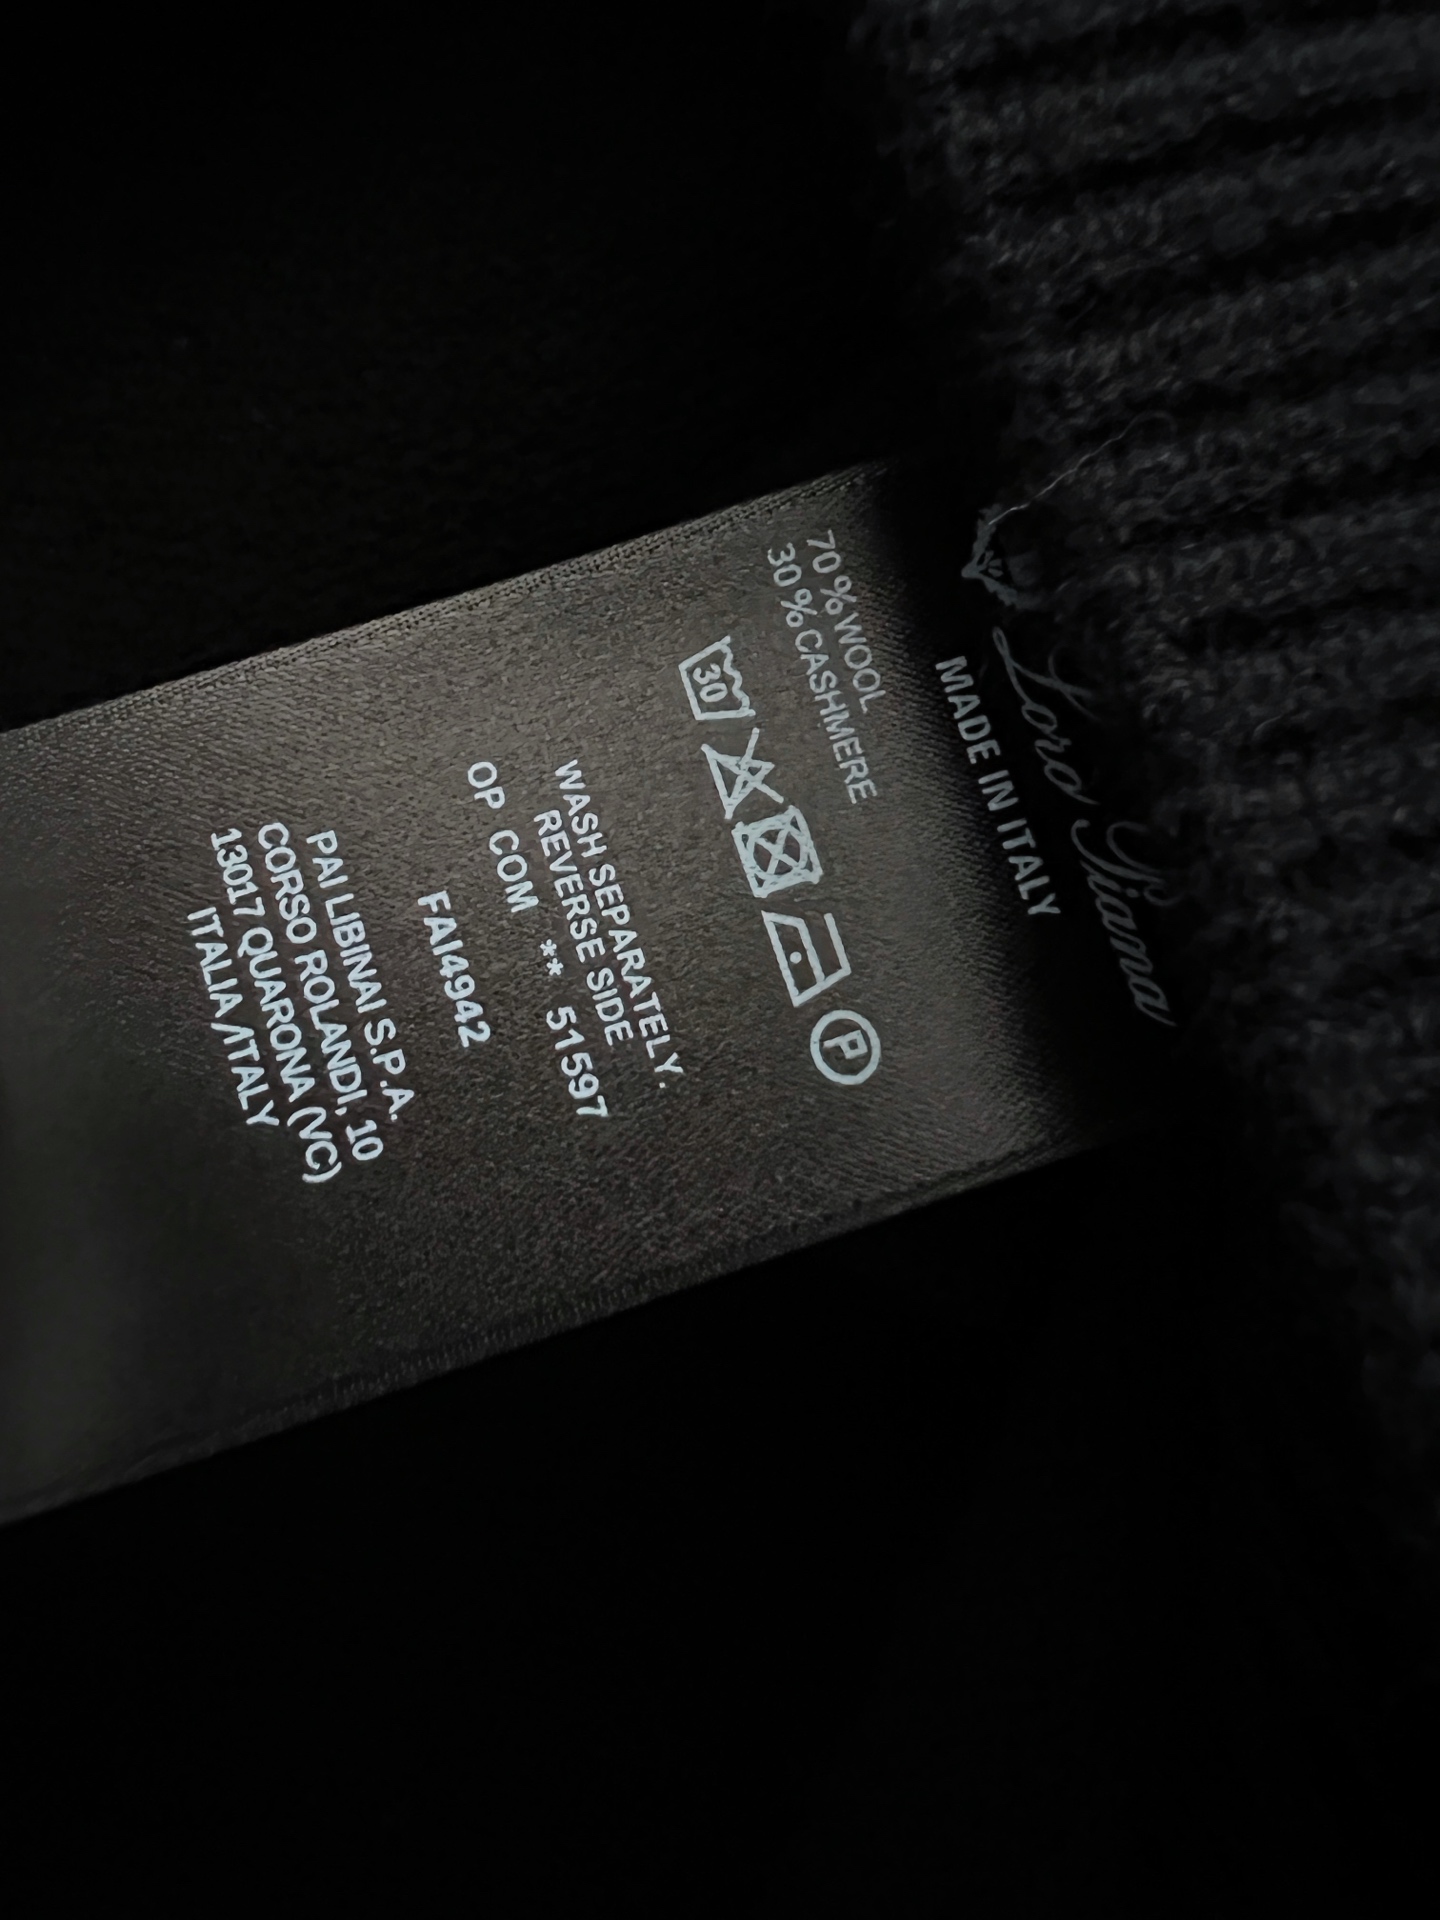 Loro Piana
MADE IN ITALY
70%WOOL
30%CASHMERE
30
P
WASH SEPARATELY.
REVERSE SIDE
OP COM ** 51597
FAI4942
PAI LIBINAI S.P.A.
CORSO ROLANDI, 10
13017 QUARONA (VC)
ITALIA/ITALY